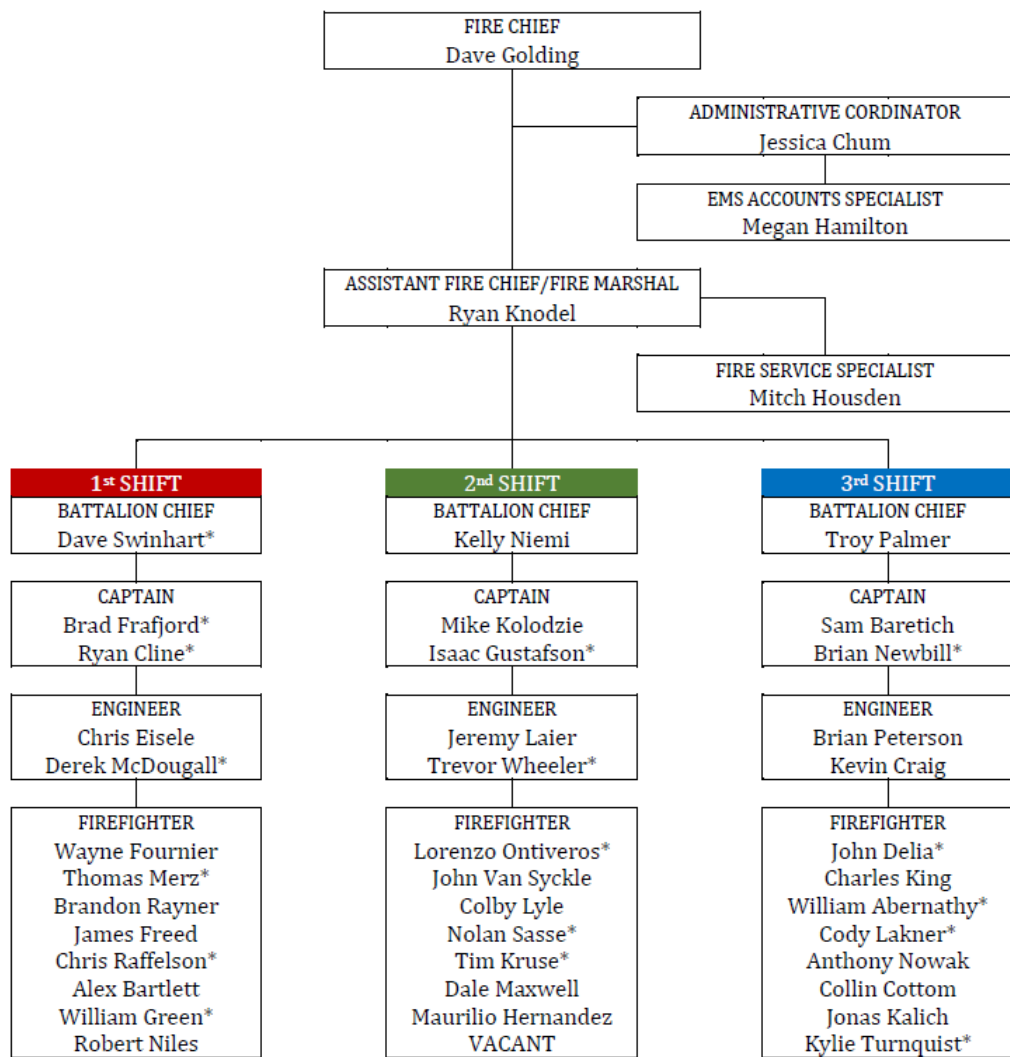 FIRE CHIEF
Dave Golding
ADMINISTRATIVE CORDINATOR
Jessica Chum
EMS ACCOUNTS SPECIALIST
Megan Hamilton
ASSISTANT FIRE CHIEF/FIRE MARSHAL
Ryan Knodel
FIRE SERVICE SPECIALIST
Mitch Housden
1st SHIFT
BATTALION CHIEF
Dave Swinhart*
CAPTAIN
Brad Frafjord*
Ryan Cline*
ENGINEER
Chris Eisele
Derek McDougall*
FIREFIGHTER
Wayne Fournier
Thomas Merz*
Brandon Rayner
James Freed
Chris Raffelson*
Alex Bartlett
William Green*
Robert Niles
2nd SHIFT
BATTALION CHIEF
Kelly Niemi
CAPTAIN
Mike Kolodzie
Isaac Gustafson*
ENGINEER
Jeremy Laier
Trevor Wheeler*
FIREFIGHTER
Lorenzo Ontiveros*
John Van Syckle
Colby Lyle
Nolan Sasse*
Tim Kruse*
Dale Maxwell
Maurilio Hernandez
VACANT
3rd SHIFT
BATTALION CHIEF
Troy Palmer
CAPTAIN
Sam Baretich
Brian Newbill*
ENGINEER
Brian Peterson
Kevin Craig
FIREFIGHTER
John Delia*
Charles King
William Abernathy*
Cody Lakner*
Anthony Nowak
Collin Cottom
Jonas Kalich
Kylie Turnquist*